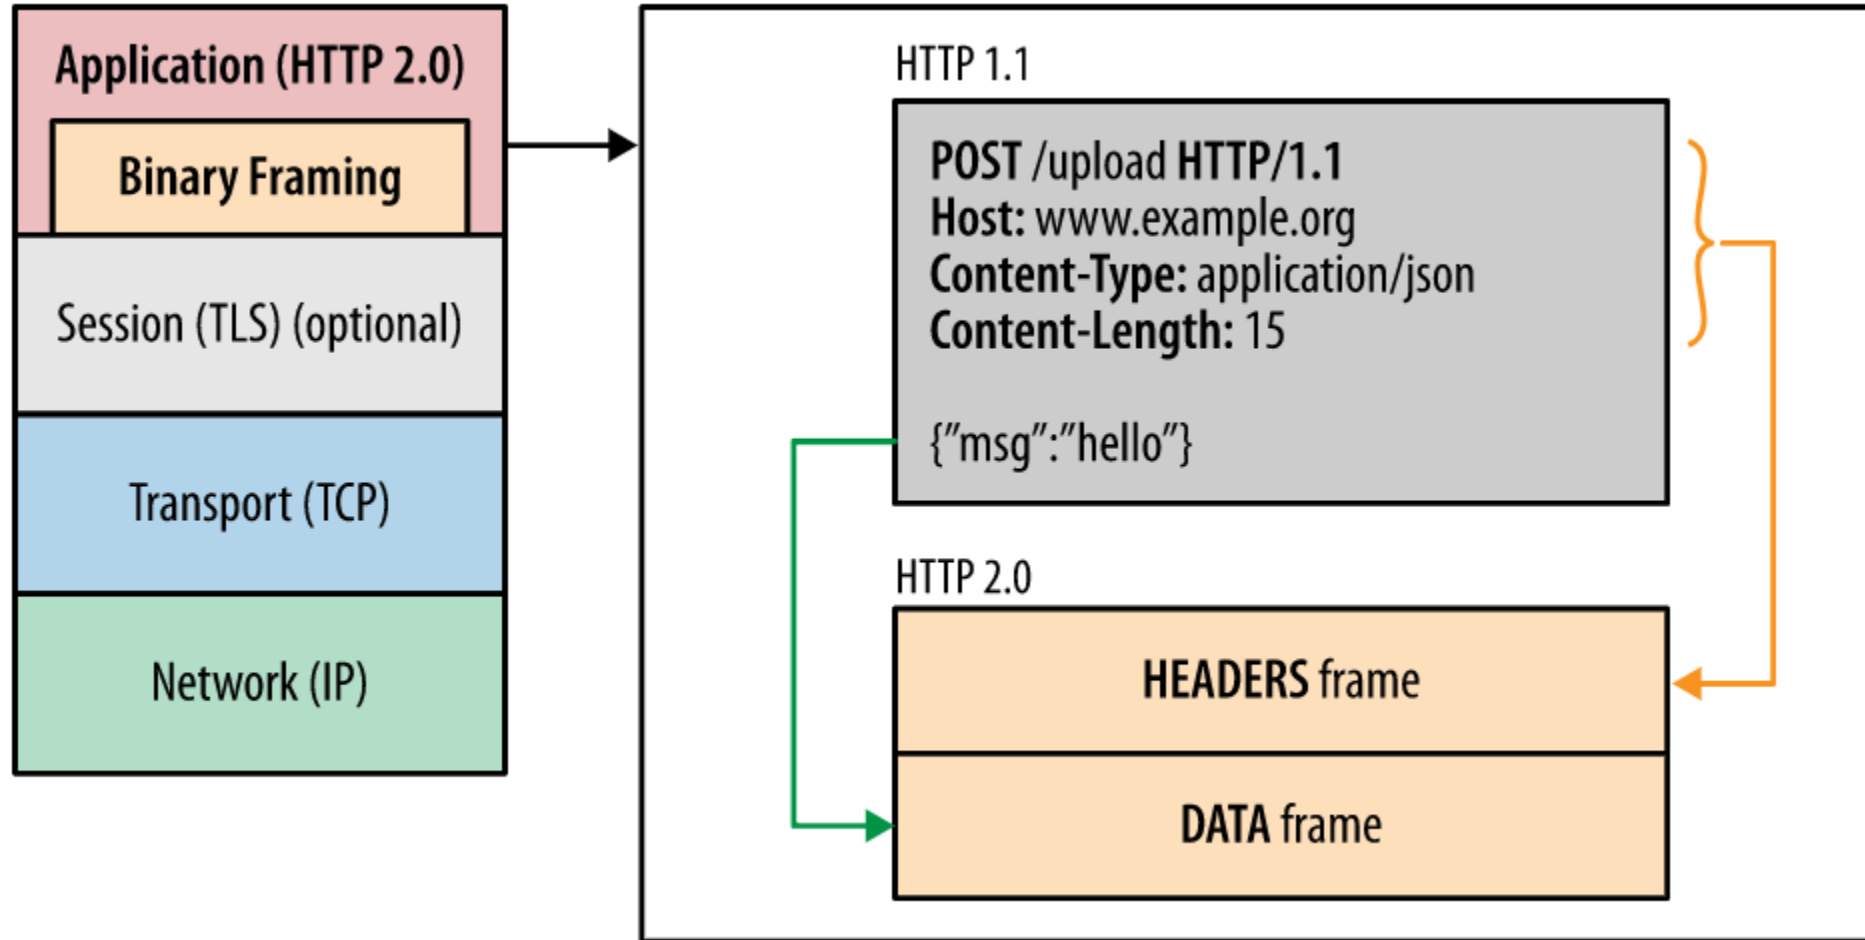 Application (HTTP 2.0)
Binary Framing
Session (TLS) (optional)
Transport (TCP)
Network (IP)
HTTP 1.1
POST /upload HTTP/1.1
Host: www.example.org
Content-Type: application/json
Content-Length: 15
{”msg”:”hello”}
HTTP 2.0
HEADERS frame
DATA frame